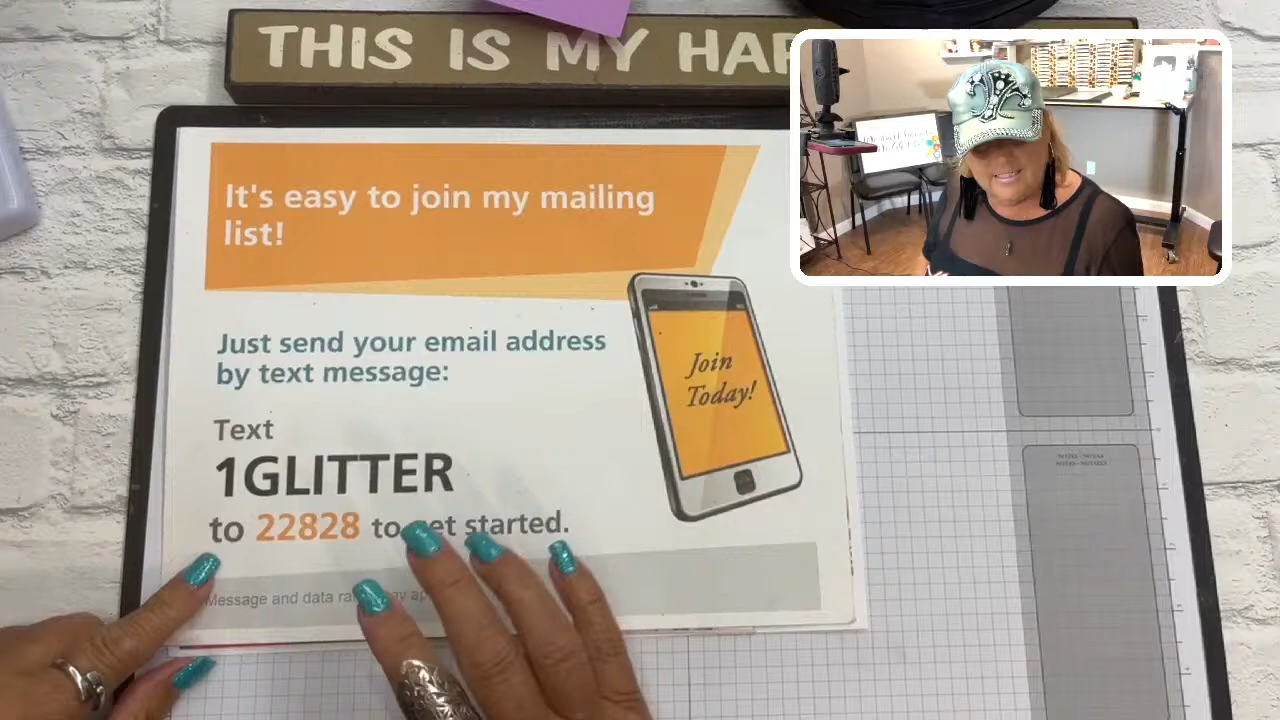 THIS IS MY HAP
It's easy to join my mailing
list!
Just send your email address
by text message:
Join
Today!
Text
1GLITTER
to 22828 to get started.
Message and data